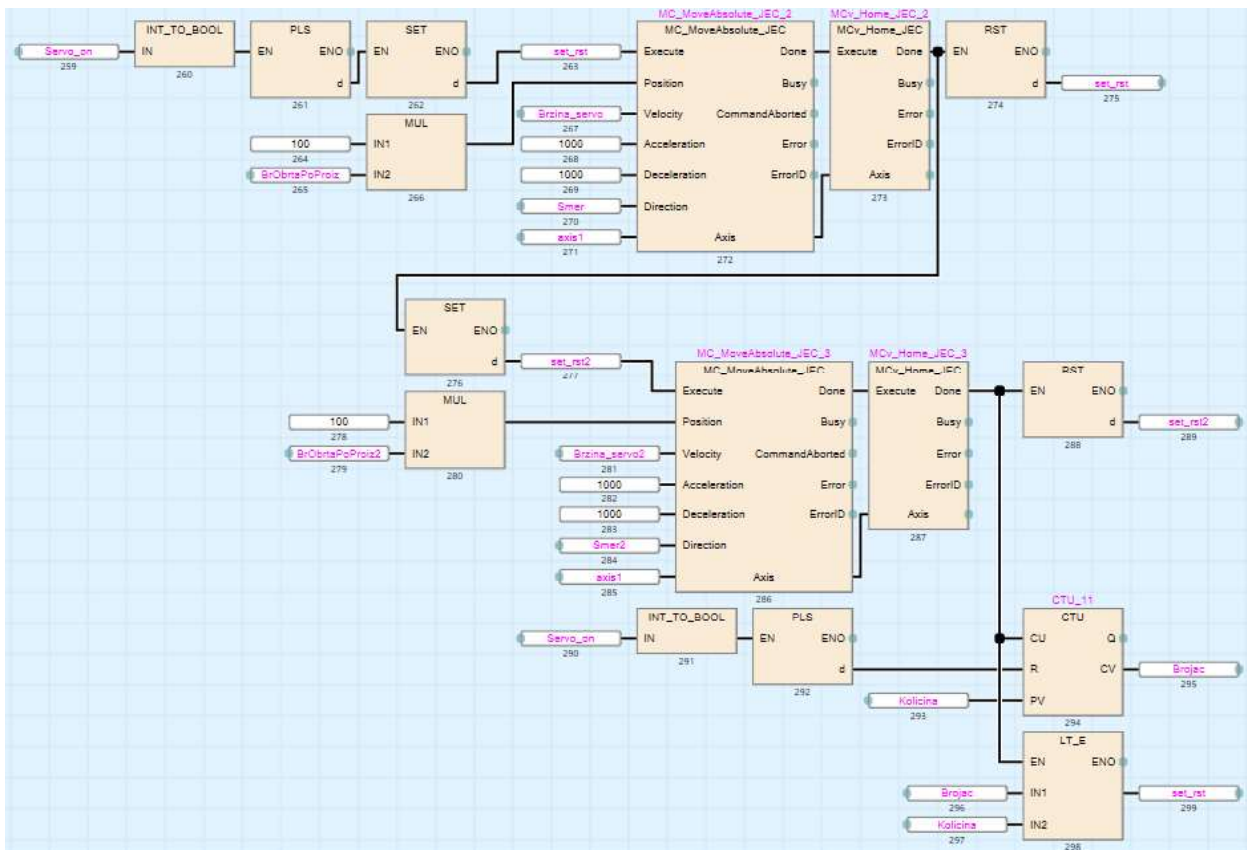 MC_MoveAbsolute_JEC_2 MCv_Home_JEC_2
INT_TO_BOOL PLS SET MC_MoveAbsolute_JEC MCv_Home_JEC RST
Servo_on IN EN ENO EN ENO set_rst Execute Done Execute Done EN ENO
259 260 d d 263 Position Busy Busy d set_rst
261 262 275
MUL Brzina_servo Velocity CommandAborted Error 274
267
100 IN1 1000 Acceleration Error ErrorID
264 268
BrObrtaPoProiz IN2 1000 Deceleration ErrorID Axis
265 266 269 273
Smer Direction
270
axis1 Axis
271 272
SET
EN ENO
MC_MoveAbsolute_JEC_3 MCv_Home_JEC_3
d set_rst2 MC_MoveAbsolute_JEC MCv_Home_JEC RST
276 277
MUL Execute Done Execute Done EN ENO
100 IN1 Position Busy Busy d set_rst2
278 288 289
BrObrtaPoProiz2 IN2 Brzina_servo2 Velocity CommandAborted Error
279 280 281
1000 Acceleration Error ErrorID
282
1000 Deceleration ErrorID Axis
283 287
Smer2 Direction
284
axis1 Axis
285 286
CTU_11
INT_TO_BOOL PLS CTU
Servo_on IN EN ENO CU Q
290 291
d R CV Brojac
292 295
Kolicina PV
293 294
LT_E
EN ENO
Brojac IN1 set_rst
296 299
Kolicina IN2
297 298